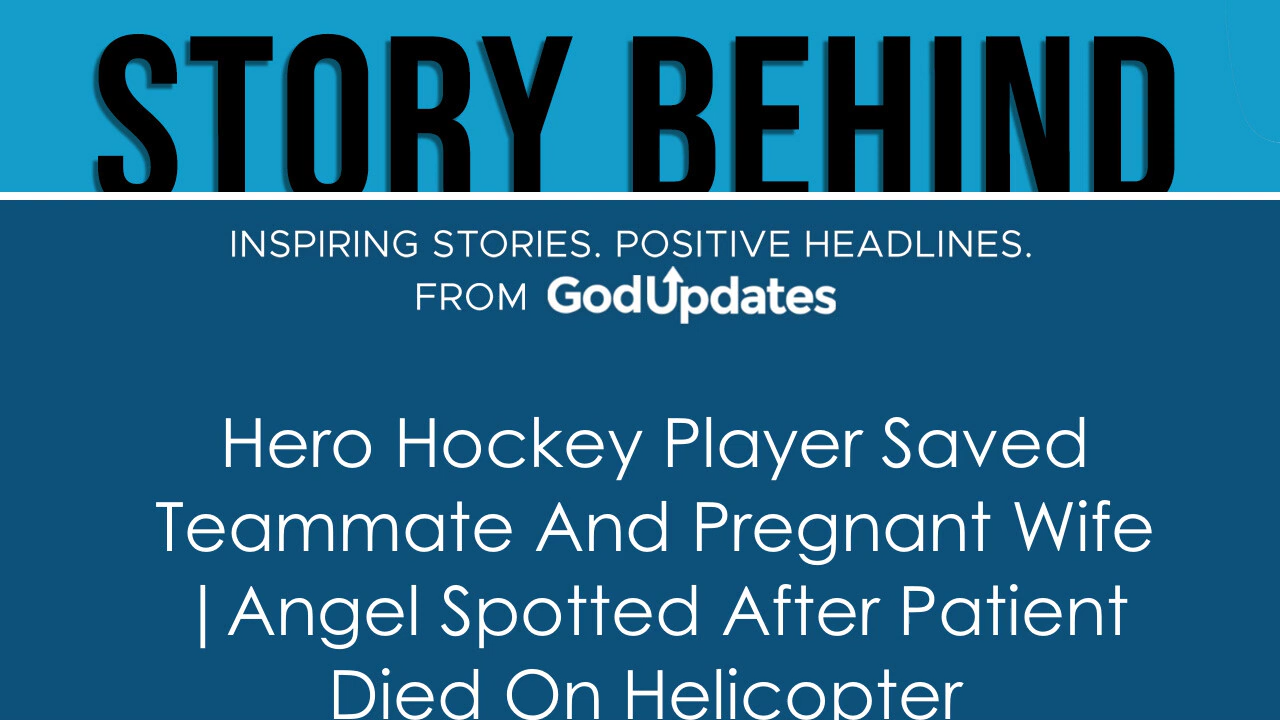 STORY BEHIND
INSPIRING STORIES. POSITIVE HEADLINES.
FROM GodUpdates
Hero Hockey Player Saved
Teammate And Pregnant Wife
|Angel Spotted After Patient
Died On Helicopter